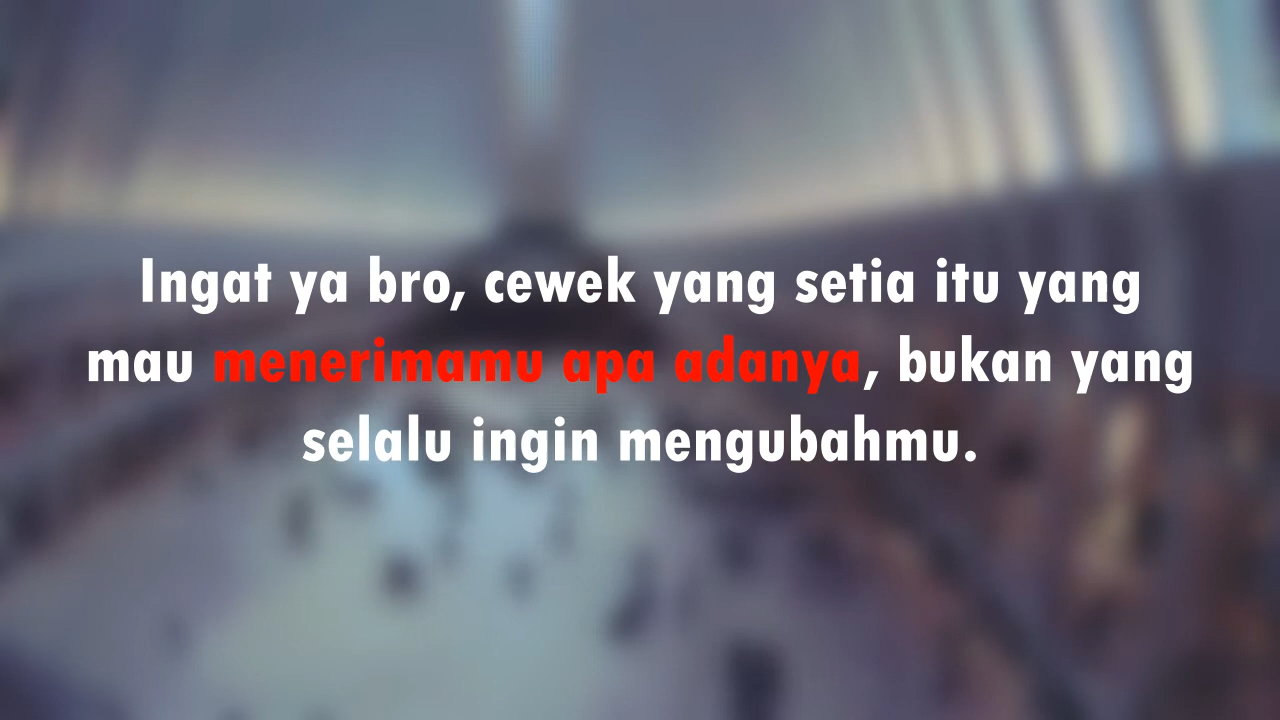 Ingat ya bro, cewek yang setia itu yang
mau menerimamu apa adanya, bukan yang
selalu ingin mengubahmu.